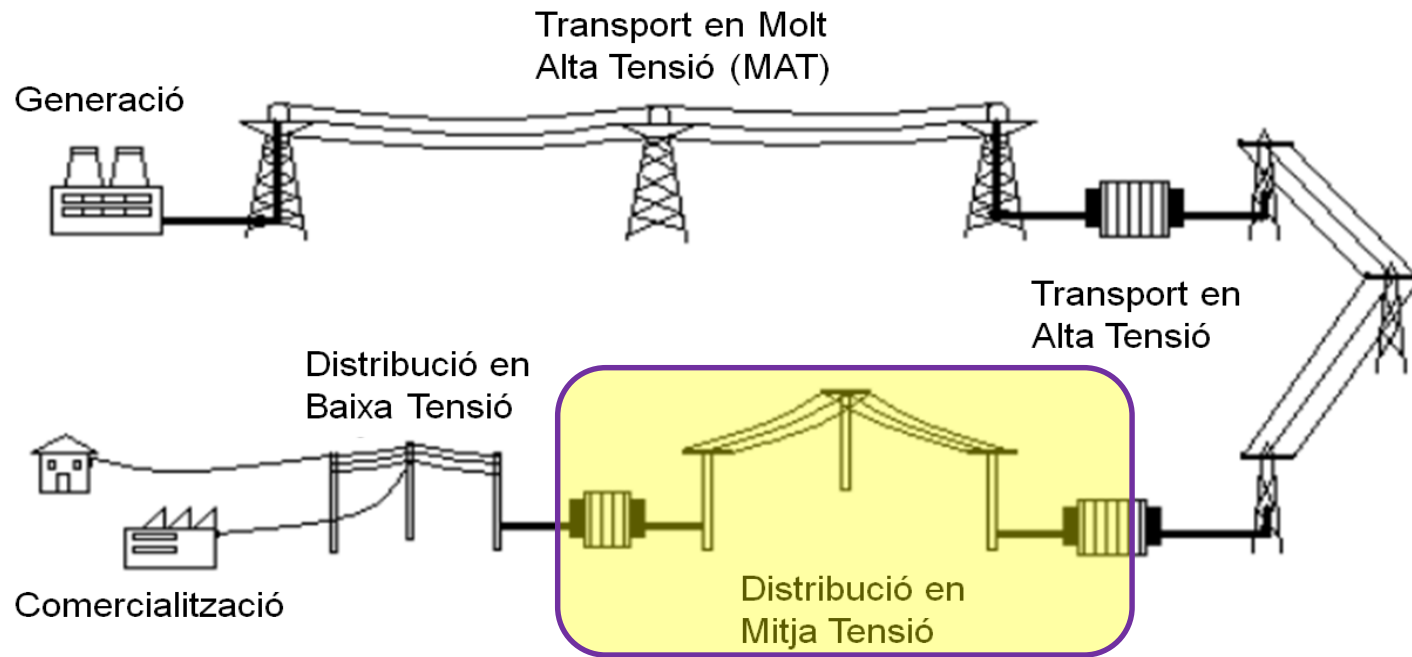 Transport en Molt
Alta Tensió (MAT)
Generació
Transport en
Alta Tensió
Distribució en
Baixa Tensió
Distribució en
Mitja Tensió
Comercialització